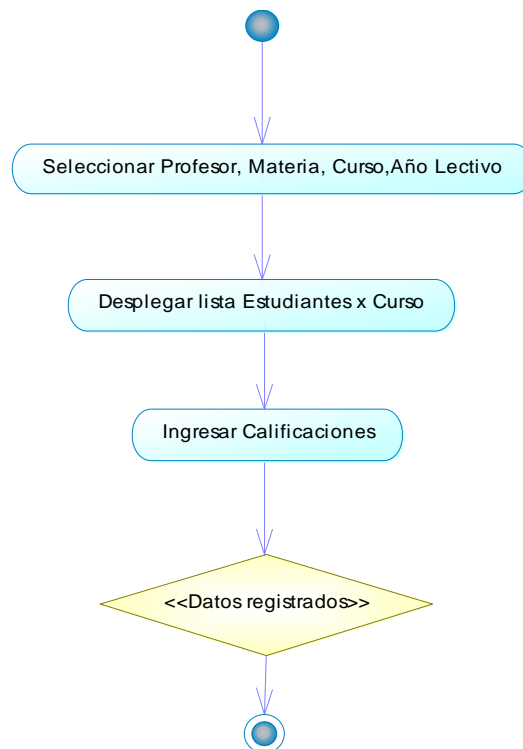 Seleccionar Profesor, Materia, Curso,Año Lectivo
Desplegar lista Estudiantes x Curso
Ingresar Calificaciones
<<Datos registrados>>